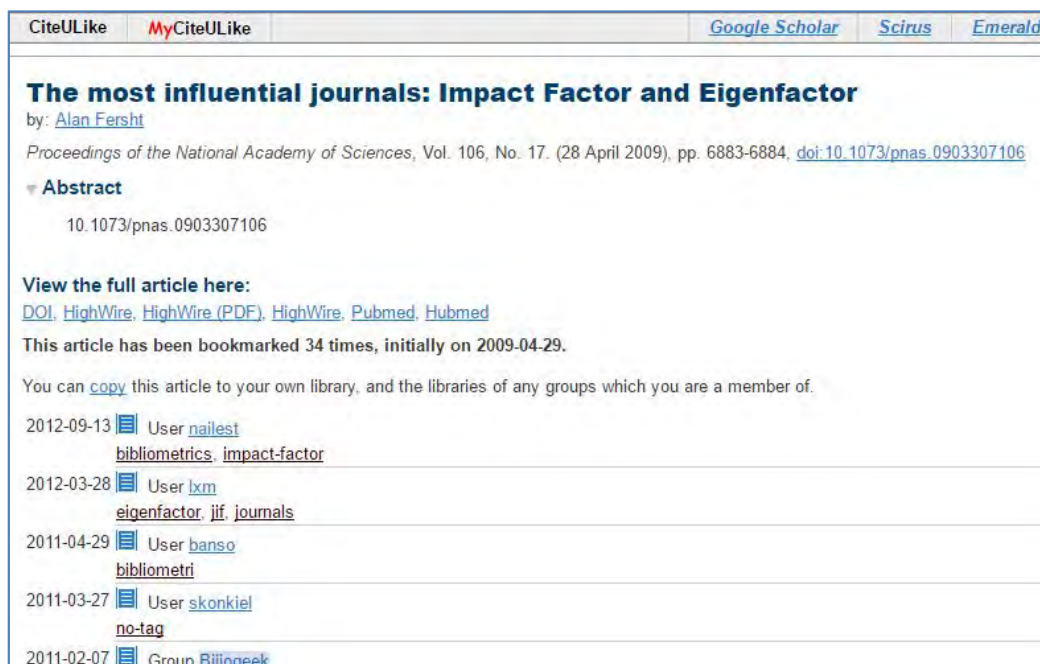 CiteULike MyCiteULike Google Scholar Scirus Emerald
The most influential journals: Impact Factor and Eigenfactor
by: Alan Fersht
Proceedings of the National Academy of Sciences, Vol. 106, No. 17. (28 April 2009), pp. 6883-6884, doi:10.1073/pnas.0903307106
Abstract
10.1073/pnas.0903307106
View the full article here:
DOI, HighWire, HighWire (PDF), HighWire, Pubmed, Hubmed
This article has been bookmarked 34 times, initially on 2009-04-29.
You can copy this article to your own library, and the libraries of any groups which you are a member of.
2012-09-13 User nailest
bibliometrics, impact-factor
2012-03-28 User lxm
eigenfactor, jif, journals
2011-04-29 User banso
bibliometri
2011-03-27 User skonkiel
no-tag
2011-02-07 Group